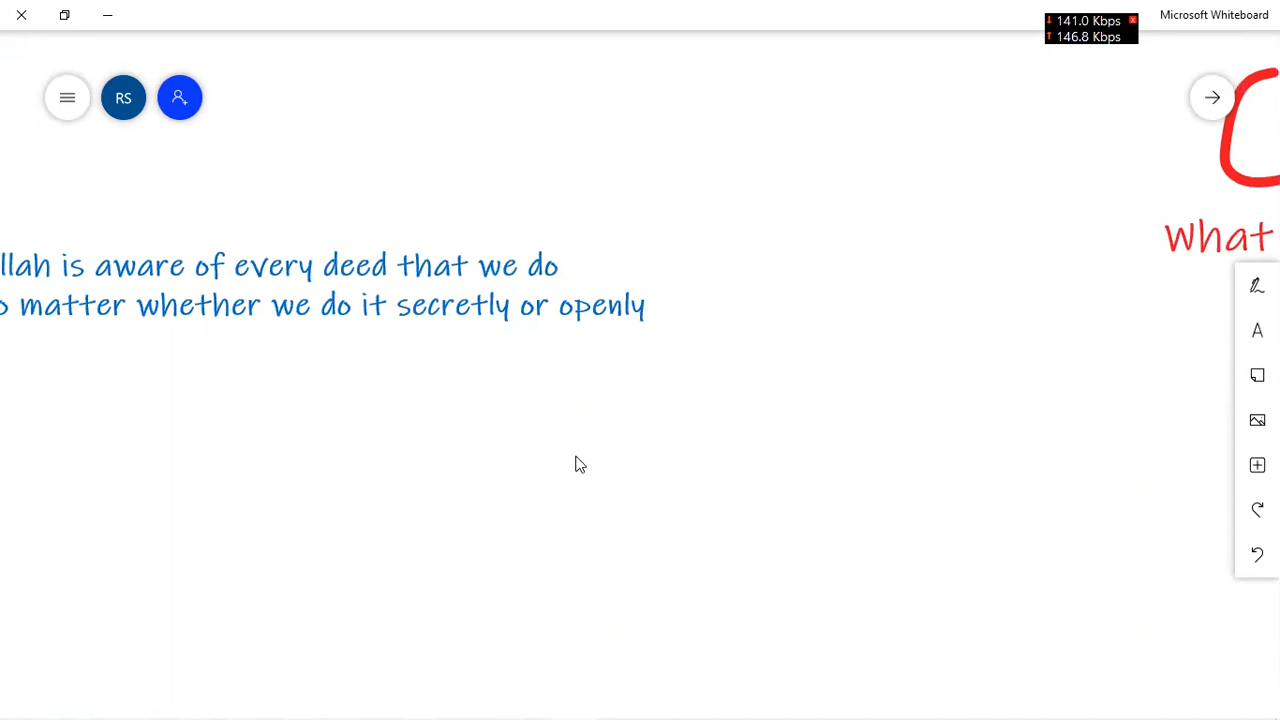 Microsoft Whiteboard
141.0 Kbps
146.8 Kbps
RS
llah is aware of every deed that we do
o matter whether we do it secretly or openly
What
A